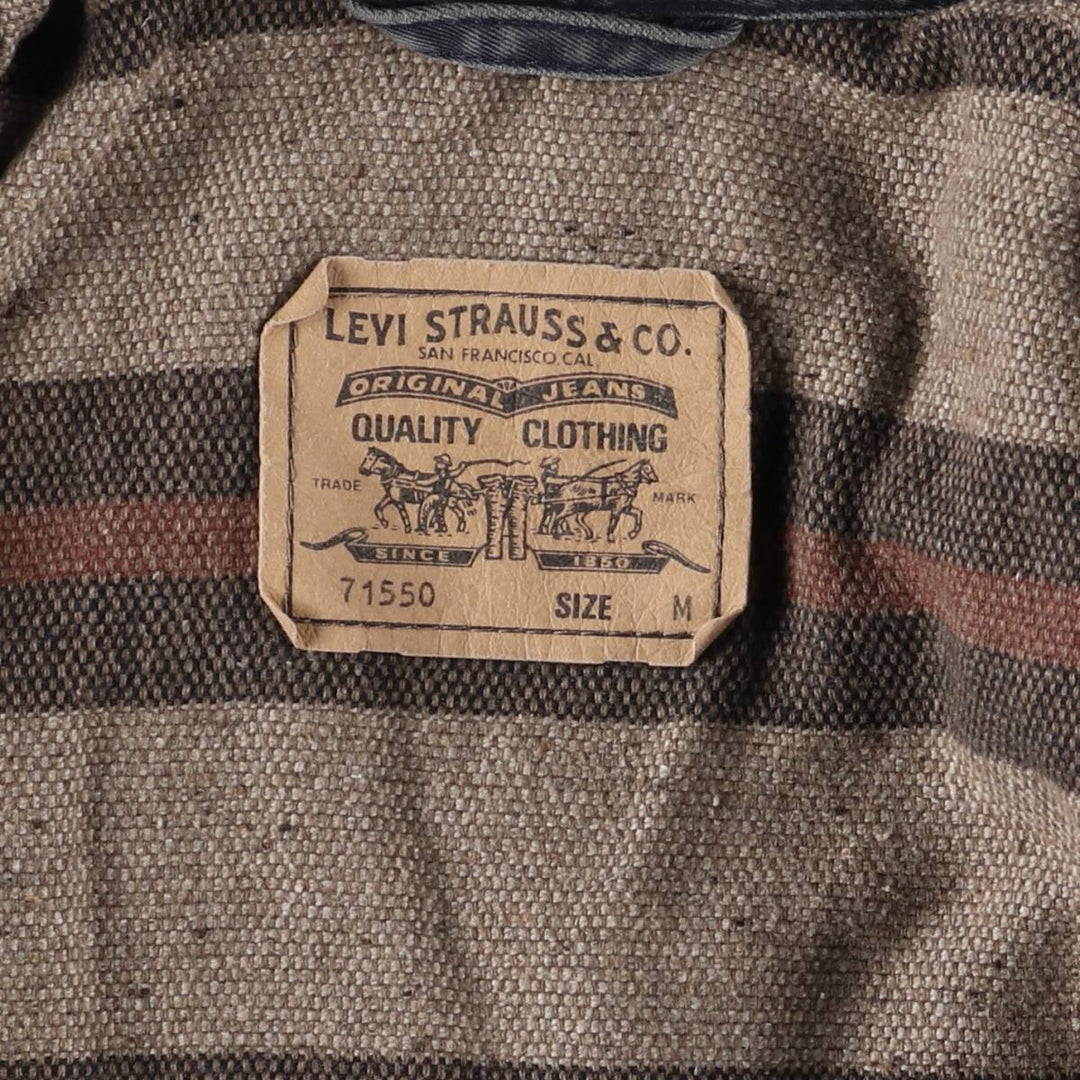 LEVI STRAUSS & CO.
SAN FRANCISCO.CAL
ORIGINAL JEANS
QUALITY CLOTHING
TRADE MARK
SINCE 1850
71550 SIZE M